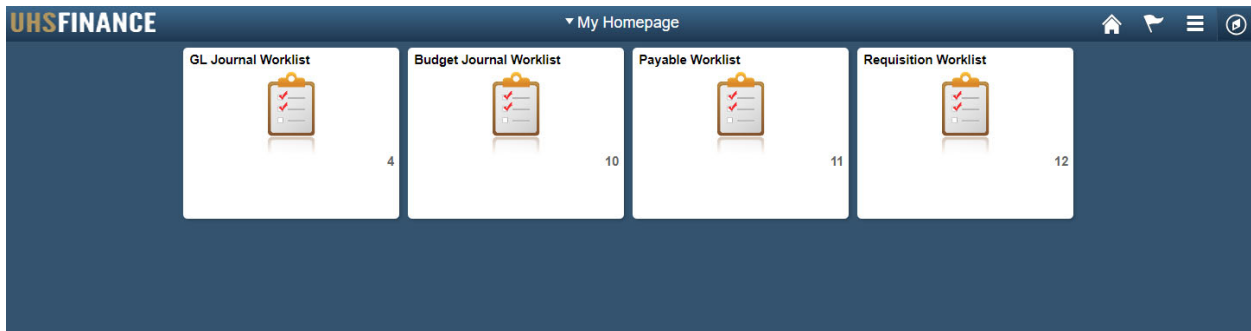 UHSFINANCE
My Homepage
GL Journal Worklist
4
Budget Journal Worklist
10
Payable Worklist
11
Requisition Worklist
12